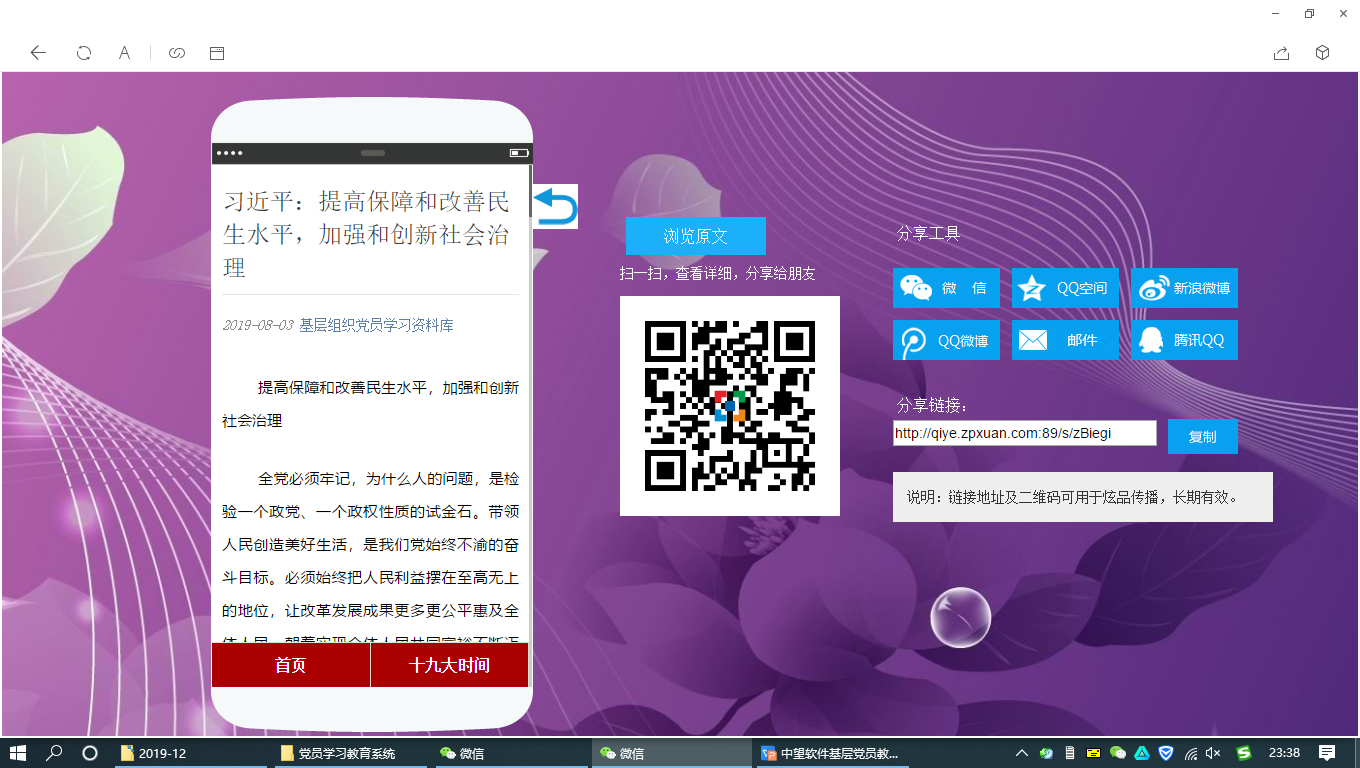 A
习近平：提高保障和改善民
生水平，加强和创新社会治
理
2019-08-03 基层组织党员学习资料库
提高保障和改善民生水平，加强和创新
社会治理
全党必须牢记，为什么人的问题，是检
验一个政党、一个政权性质的试金石。带领
人民创造美好生活，是我们党始终不渝的奋
斗目标。必须始终把人民利益摆在至高无上
的地位，让改革发展成果更多更公平惠及全
首页
十九大时间
浏览原文
扫一扫，查看详细，分享给朋友
分享工具
微 信
QQ空间
新浪微博
QQ微博
邮件
腾讯QQ
分享链接：
http://qiye.zpxuan.com:89/s/zBiegi
复制
说明：链接地址及二维码可用于炫品传播，长期有效。
2019-12
党员学习教育系统
微信
微信
中望软件基层党员教...
23:38